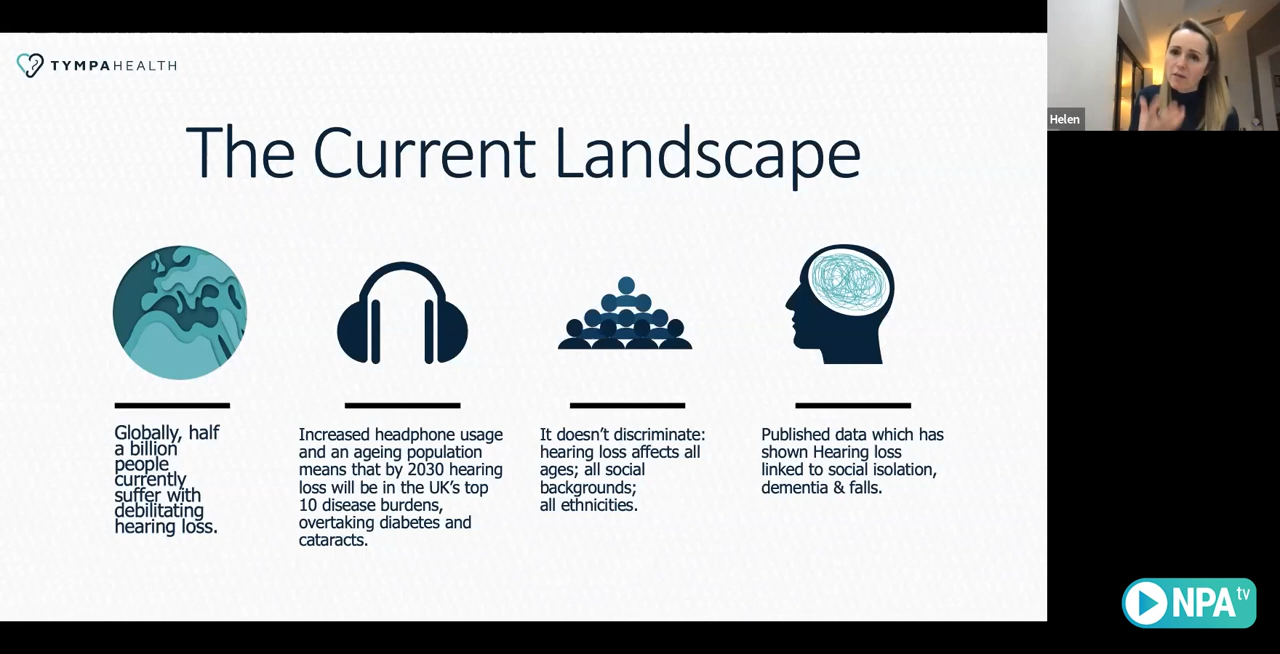 TYMPAHEALTH
Helen
The Current Landscape
Globally, half
a billion
people
currently
suffer with
debilitating
hearing loss.
Increased headphone usage
and an ageing population
means that by 2030 hearing
loss will be in the UK’s top
10 disease burdens,
overtaking diabetes and
cataracts.
It doesn’t discriminate:
hearing loss affects all
ages; all social
backgrounds;
all ethnicities.
Published data which has
shown Hearing loss
linked to social isolation,
dementia & falls.
NPA tv